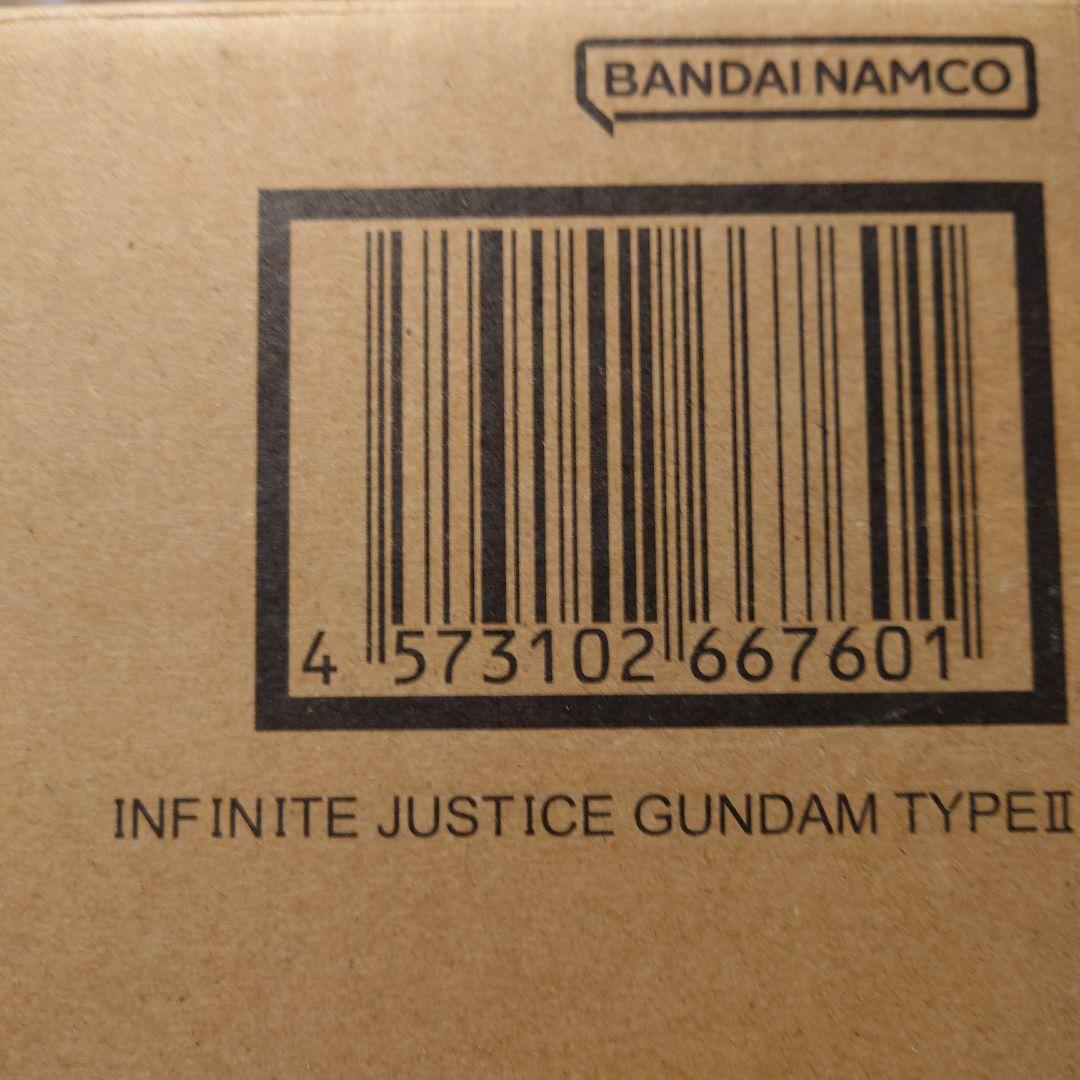 BANDAI NAMCO
4 573102 667601
INFINITE JUSTICE GUNDAM TYPEⅡ